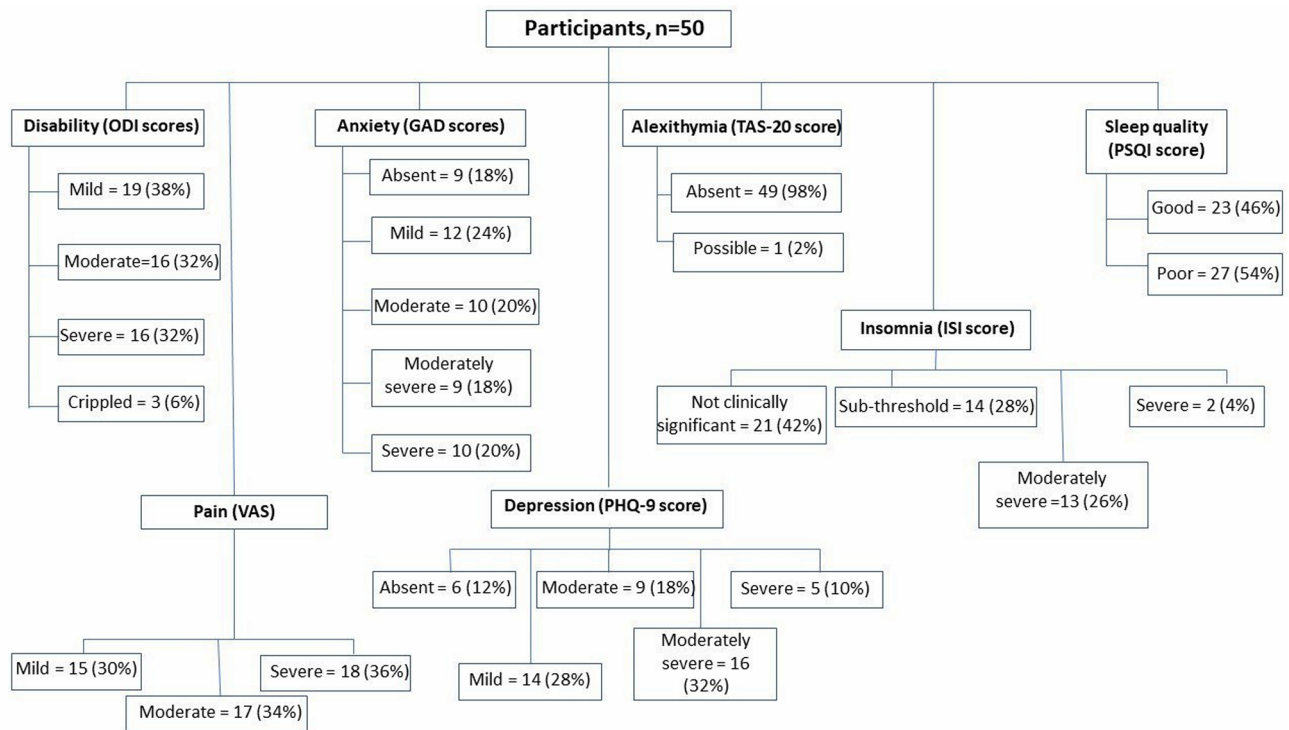 Participants, n=50
Disability (ODI scores)
Mild = 19 (38%)
Moderate=16 (32%)
Severe = 16 (32%)
Crippled = 3 (6%)
Pain (VAS)
Mild = 15 (30%)
Moderate = 17 (34%)
Severe = 18 (36%)
Anxiety (GAD scores)
Absent = 9 (18%)
Mild = 12 (24%)
Moderate = 10 (20%)
Moderately
severe = 9 (18%)
Severe = 10 (20%)
Depression (PHQ-9 score)
Absent = 6 (12%)
Mild = 14 (28%)
Moderate = 9 (18%)
Moderately
severe = 16
(32%)
Severe = 5 (10%)
Alexithymia (TAS-20 score)
Absent = 49 (98%)
Possible = 1 (2%)
Insomnia (ISI score)
Not clinically
significant = 21 (42%)
Sub-threshold = 14 (28%)
Moderately
severe =13 (26%)
Severe = 2 (4%)
Sleep quality
(PSQI score)
Good = 23 (46%)
Poor = 27 (54%)